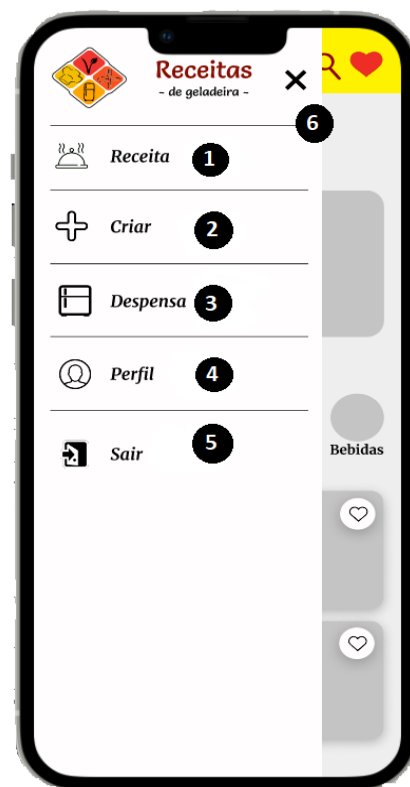 Receitas
- de geladeira -
6
Receita 1
Criar 2
Despensa 3
Perfil 4
Sair 5
Bebidas